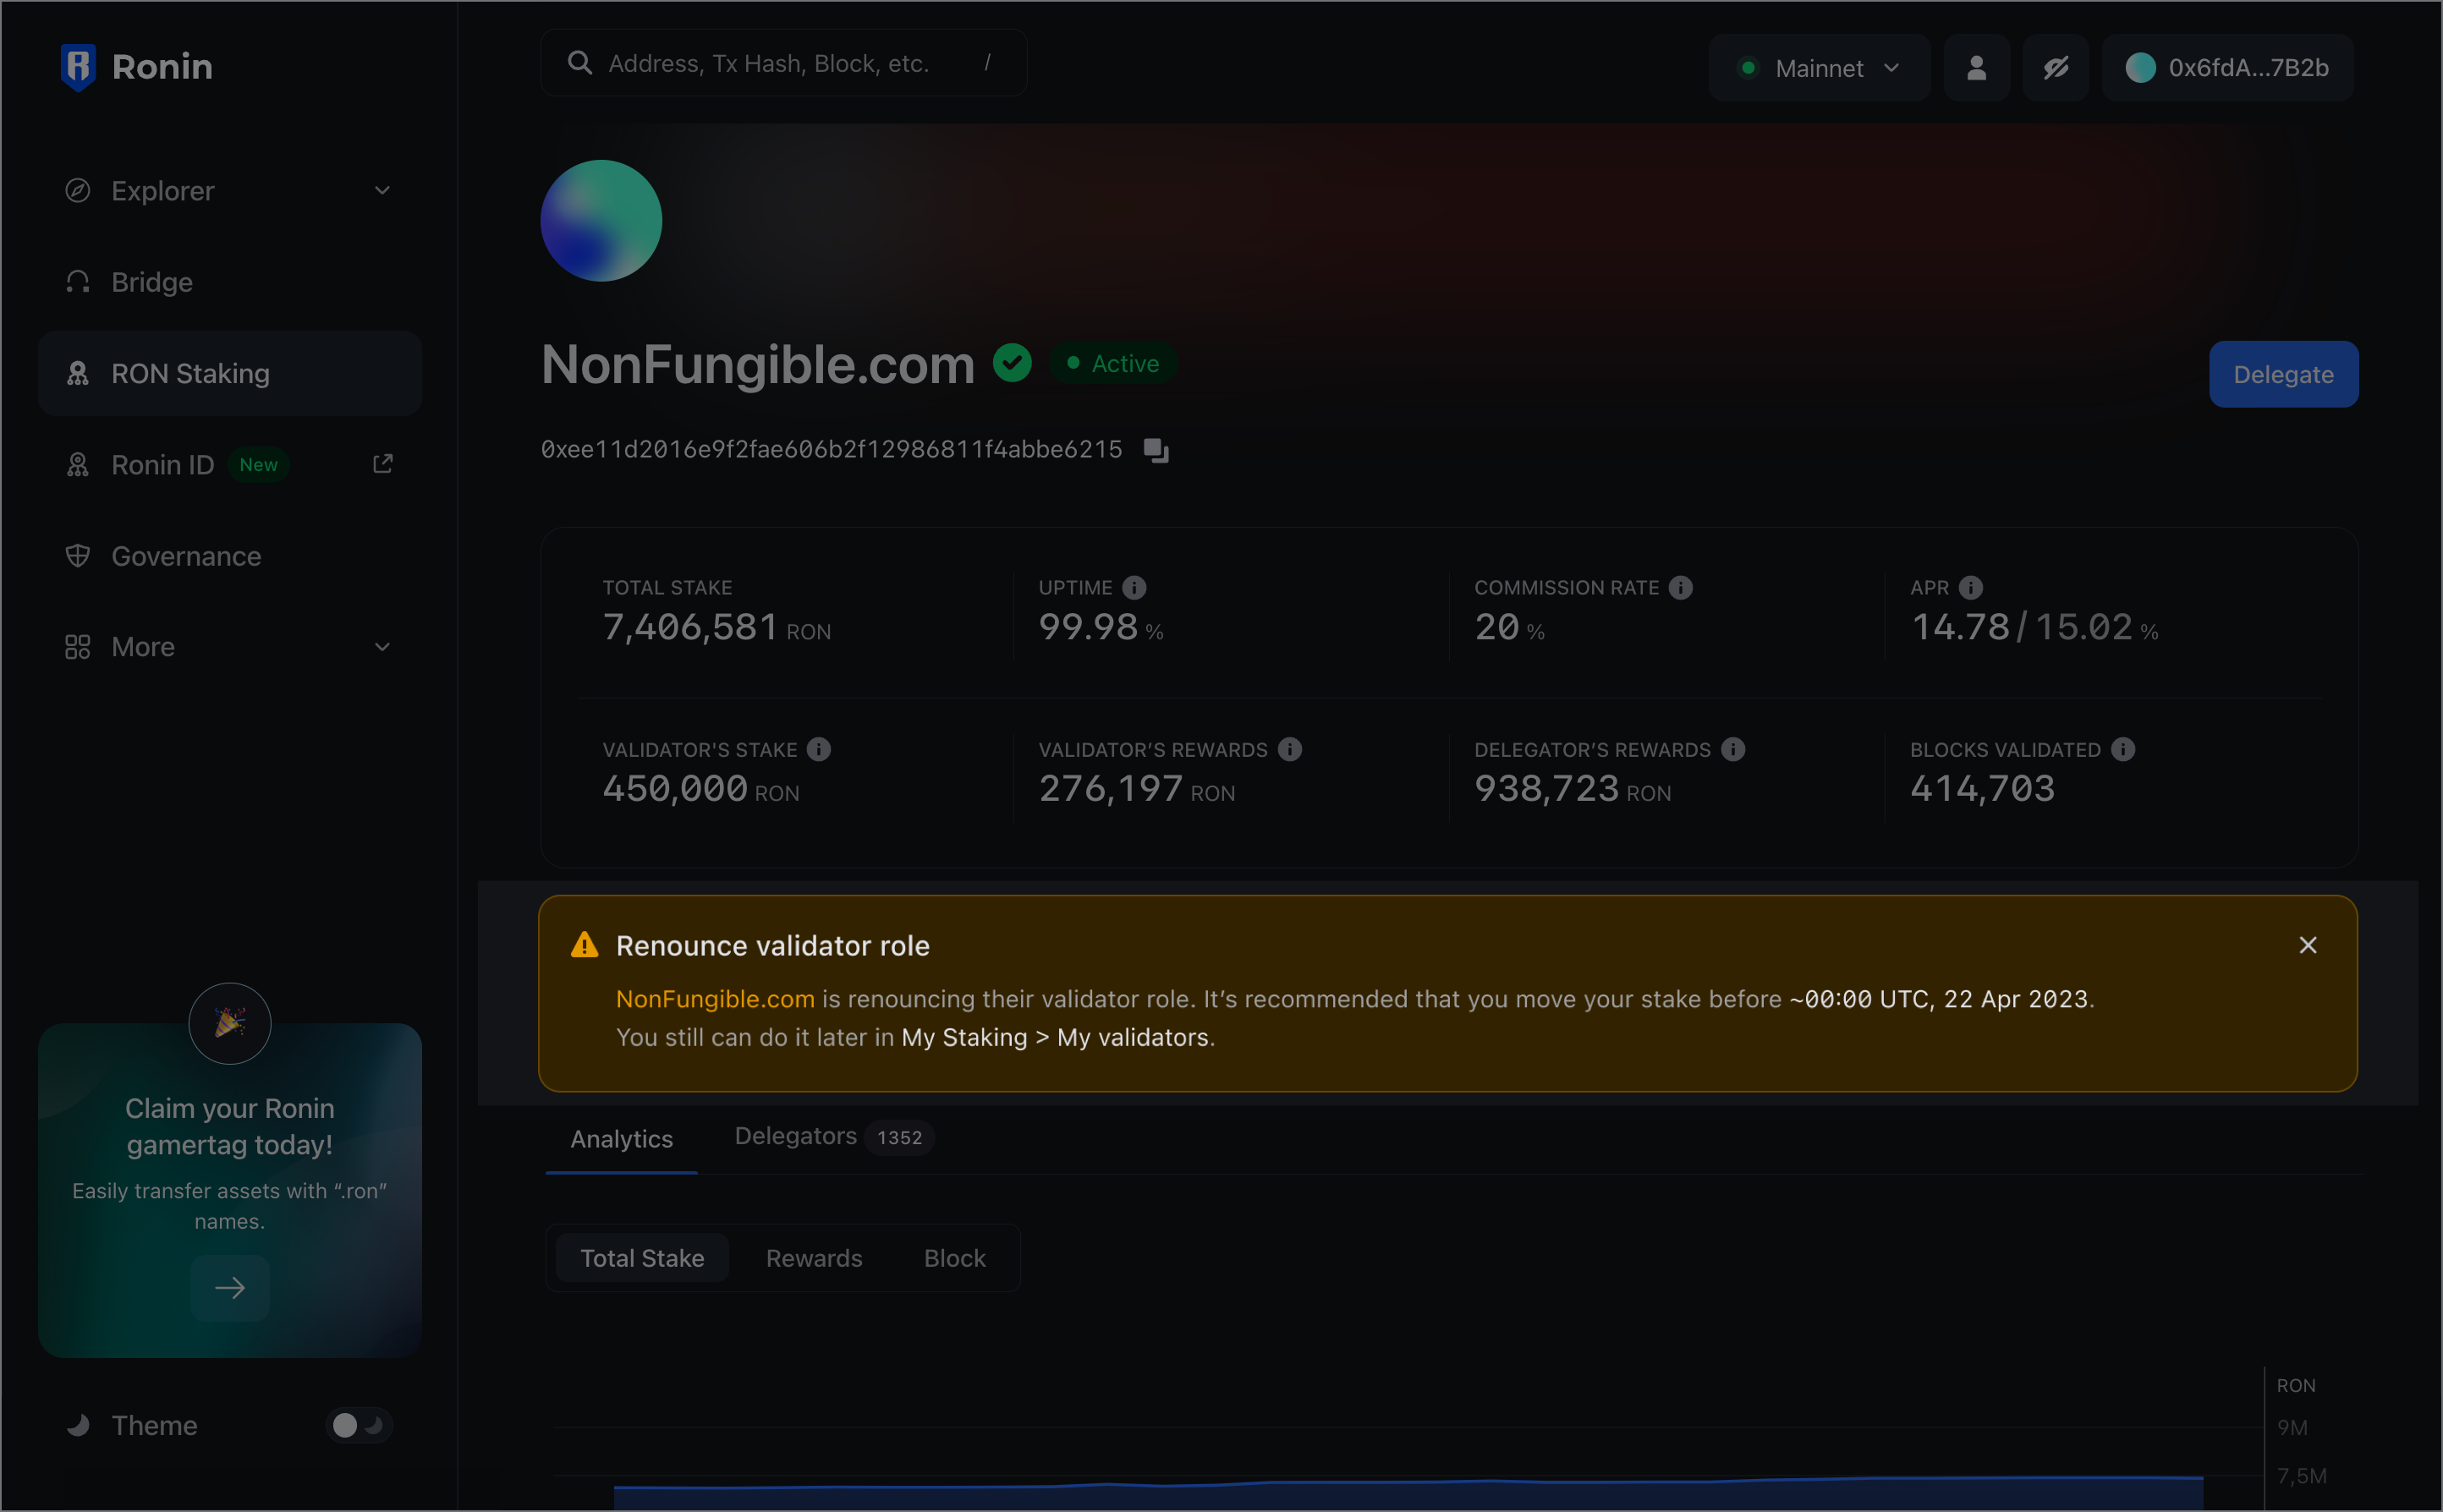 Ronin
Address, Tx Hash, Block, etc. /
Mainnet
0x6fdA...7B2b
Explorer
Bridge
RON Staking
Ronin ID New
Governance
More
NonFungible.com
Active
Delegate
0xee11d2016e9f2fae606b2f12986811f4abbe6215
TOTAL STAKE
7,406,581 RON
UPTIME
99.98 %
COMMISSION RATE
20 %
APR
14.78 / 15.02 %
VALIDATOR'S STAKE
450,000 RON
VALIDATOR’S REWARDS
276,197 RON
DELEGATOR’S REWARDS
938,723 RON
BLOCKS VALIDATED
414,703
Renounce validator role
NonFungible.com is renouncing their validator role. It’s recommended that you move your stake before ~00:00 UTC, 22 Apr 2023.
You still can do it later in My Staking > My validators.
Claim your Ronin
gamertag today!
Easily transfer assets with “.ron”
names.
Theme
Analytics
Delegators 1352
Total Stake
Rewards
Block
RON
9M
7,5M